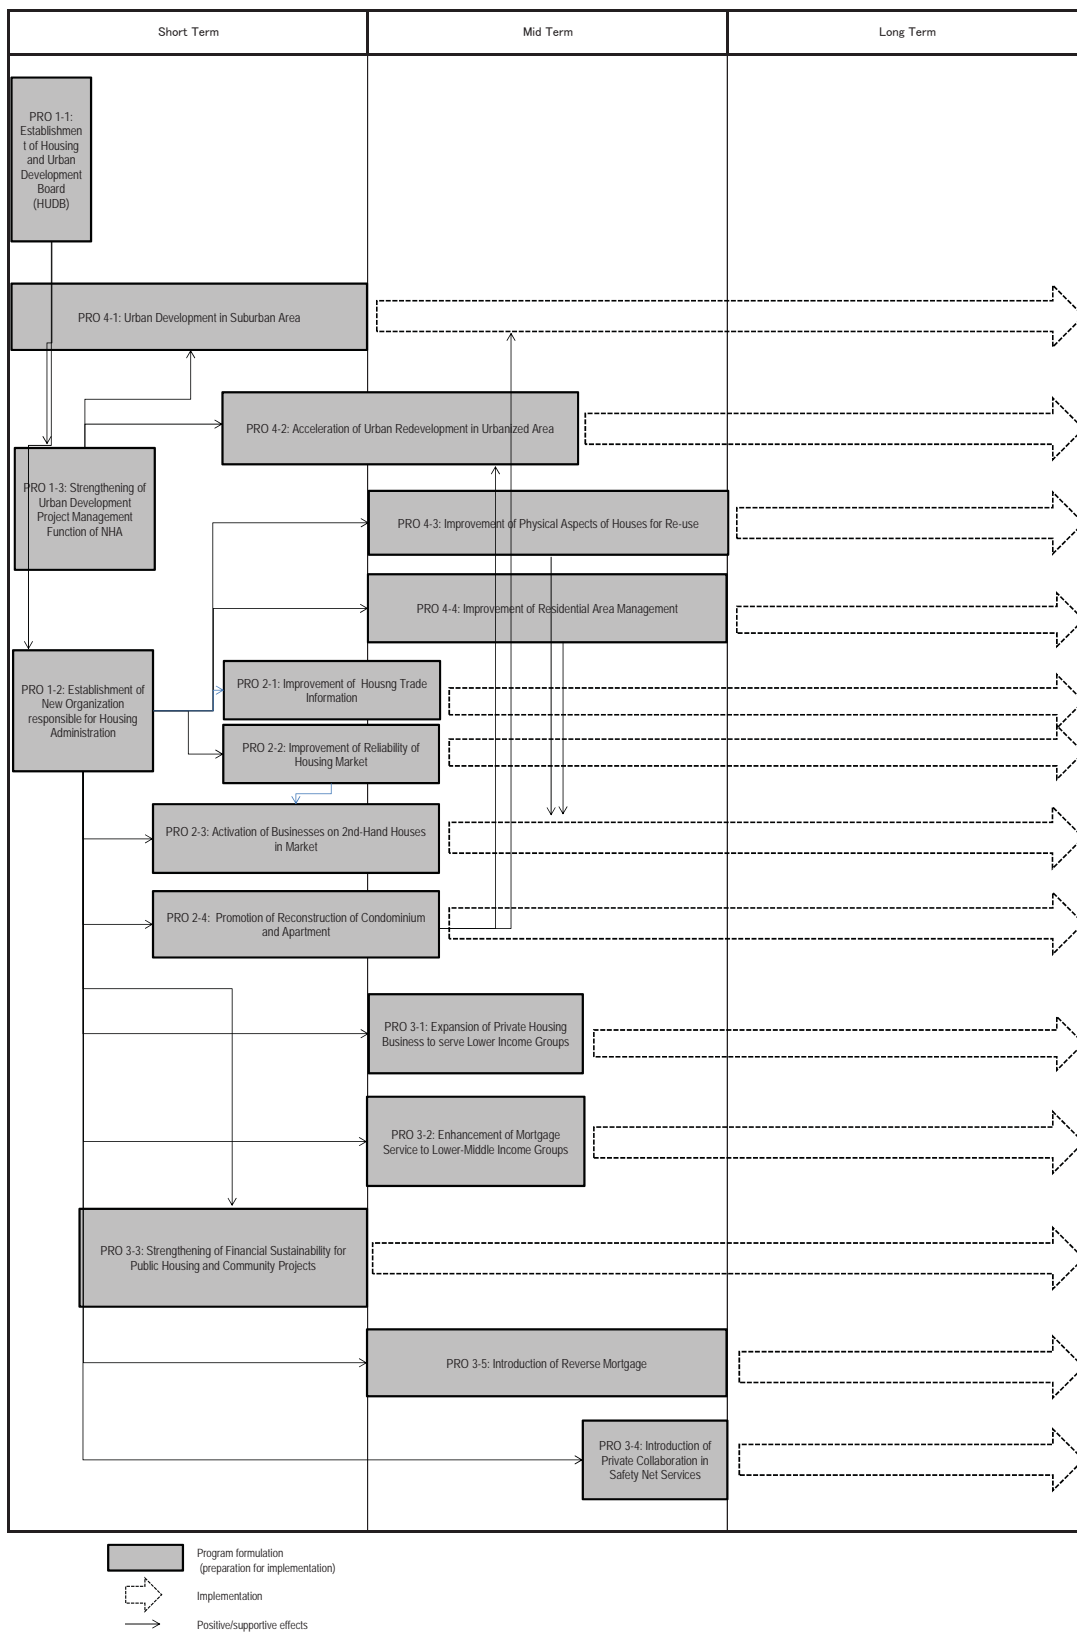 Short Term
Mid Term
Long Term
PRO 1-1:
Establishmen
t of Housing
and Urban
Development
Board
(HUDB)
PRO 4-1: Urban Development in Suburban Area
PRO 4-2: Acceleration of Urban Redevelopment in Urbanized Area
PRO 1-3: Strengthening of
Urban Development
Project Management
Function of NHA
PRO 4-3: Improvement of Physical Aspects of Houses for Re-use
PRO 4-4: Improvement of Residential Area Management
PRO 1-2: Establishment of
New Organization
responsible for Housing
Administration
PRO 2-1: Improvement of Housng Trade
Information
PRO 2-2: Improvement of Reliability of
Housing Market
PRO 2-3: Activation of Businesses on 2nd-Hand Houses
in Market
PRO 2-4: Promotion of Reconstruction of Condominium
and Apartment
PRO 3-1: Expansion of Private Housing
Business to serve Lower Income Groups
PRO 3-2: Enhancement of Mortgage
Service to Lower-Middle Income Groups
PRO 3-3: Strengthening of Financial Sustainability for
Public Housing and Community Projects
PRO 3-5: Introduction of Reverse Mortgage
PRO 3-4: Introduction of
Private Collaboration in
Safety Net Services
Program formulation
(preparation for implementation)
Implementation
Positive/supportive effects